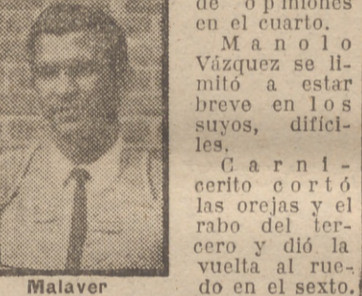 de opiniones
en el cuarto.
Manolo
Vázquez se li-
mitó a estar
breve en los
suyos, difíci-
les.
Carni-
cerito cortó
las orejas y el
rabo del ter-
cero y dió la
vuelta al rue-
do en el sexto.
Malaver